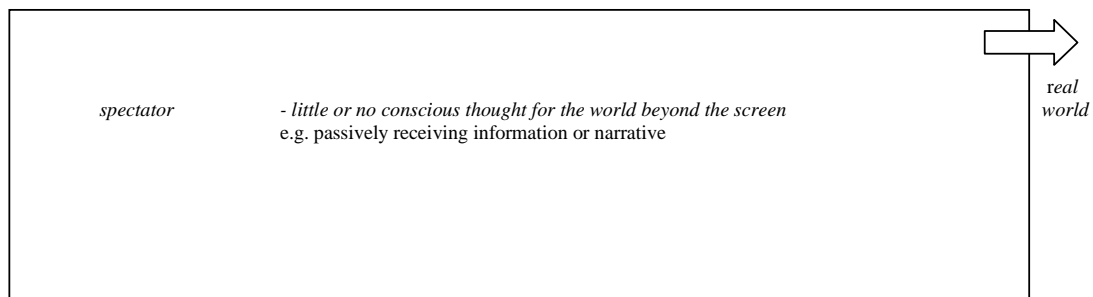 real
spectator - little or no conscious thought for the world beyond the screen world
e.g. passively receiving information or narrative